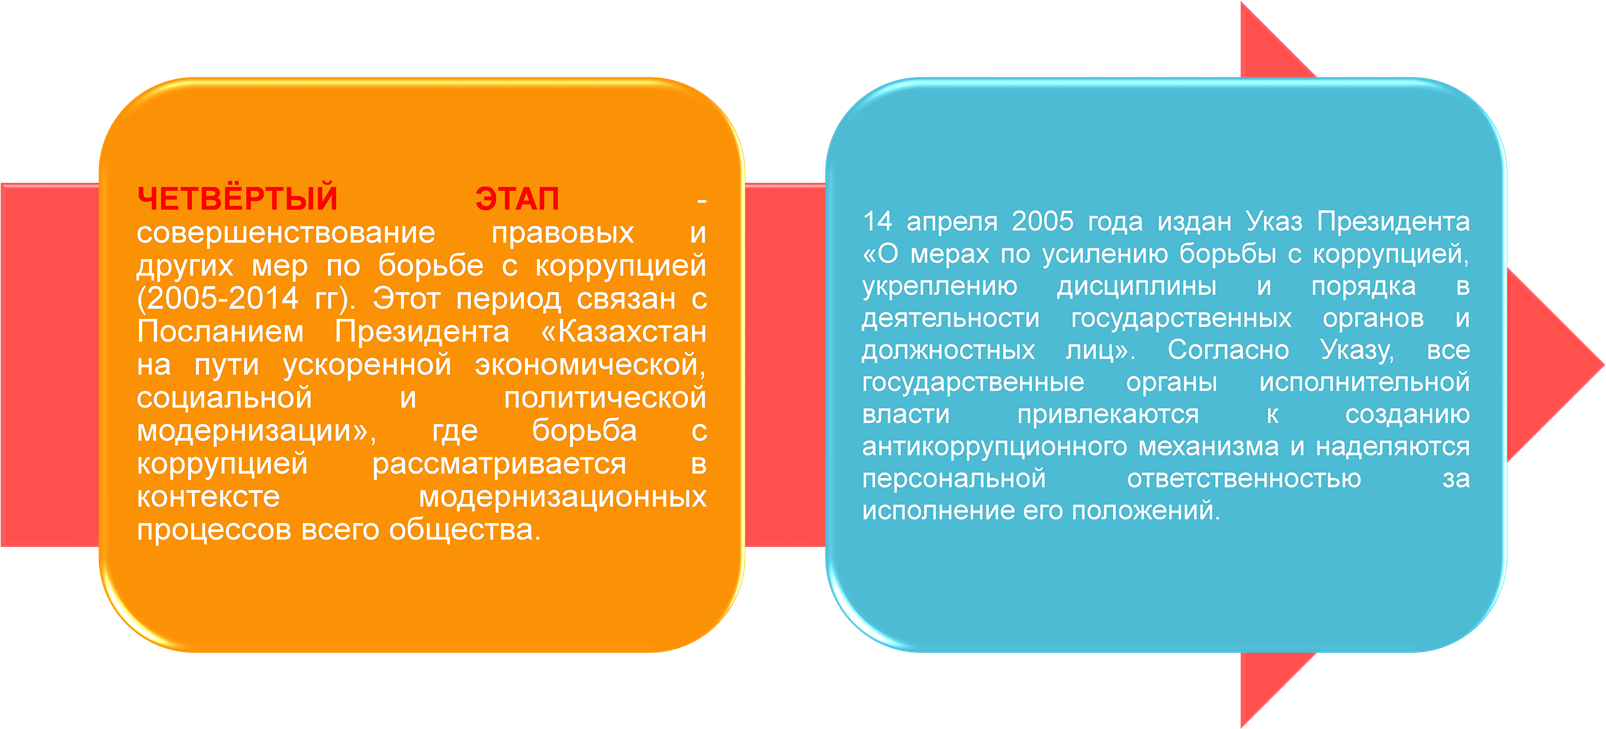 ЧЕТВЁРТЫЙ ЭТАП -
совершенствование правовых и
других мер по борьбе с коррупцией
(2005-2014 гг). Этот период связан с
Посланием Президента «Казахстан
на пути ускоренной экономической,
социальной и политической
модернизации», где борьба с
коррупцией рассматривается в
контексте модернизационных
процессов всего общества.
14 апреля 2005 года издан Указ Президента
«О мерах по усилению борьбы с коррупцией,
укреплению дисциплины и порядка в
деятельности государственных органов и
должностных лиц». Согласно Указу, все
государственные органы исполнительной
власти привлекаются к созданию
антикоррупционного механизма и наделяются
персональной ответственностью за
исполнение его положений.